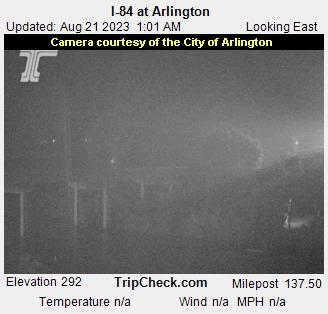 I-84 at Arlington
Updated: Aug 21 2023 1:01 AM Looking East
Camera courtesy of the City of Arlington
Elevation 292 TripCheck.com Milepost 137.50
Temperature n/a Wind n/a MPH n/a